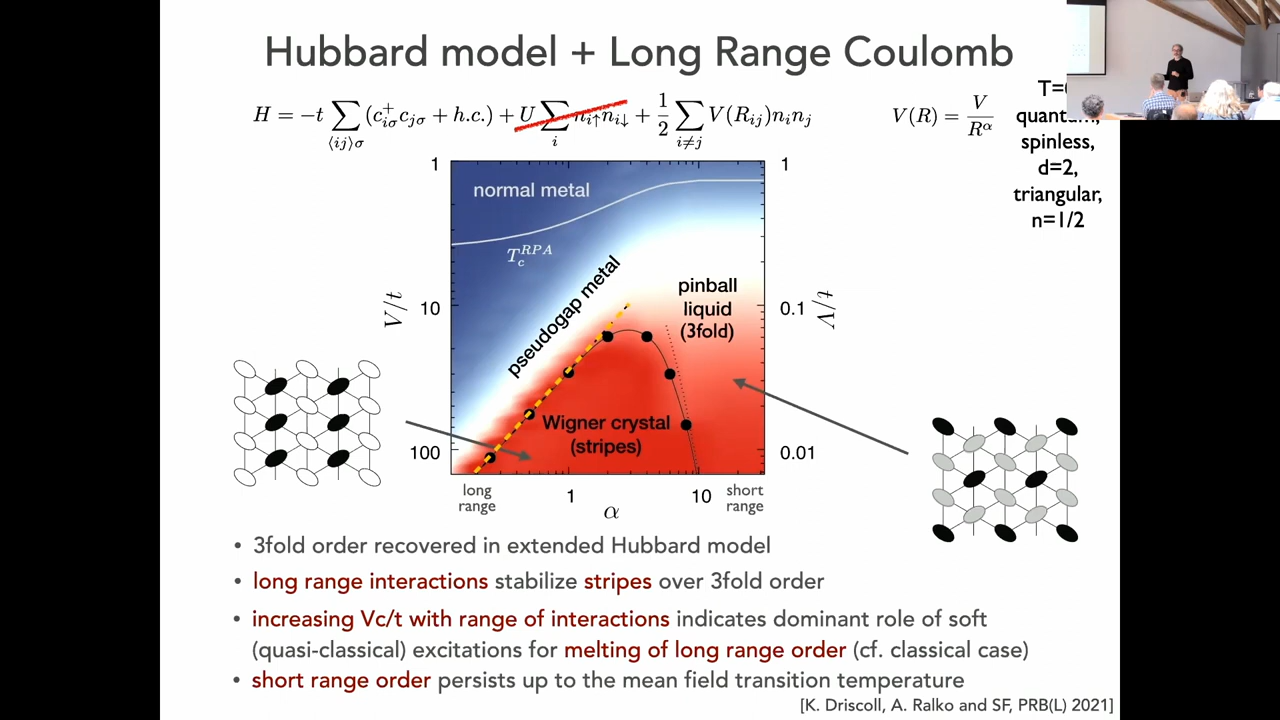 Hubbard model + Long Range Coulomb
H = -t ∑⟨ij⟩σ (c⁺iσ cjσ + h.c.) + U ∑i ni↑ni↓ + 1/2 ∑i≠j V(Rij)ninj
V(R) = V/R^α
quantum,
spinless,
d=2,
triangular,
n=1/2
1
1
normal metal
Tc^RPA
pseudogap metal
pinball
liquid
(3fold)
V/t
10
0.1
t/V
Wigner crystal
(stripes)
100
0.01
long
range
1
10
short
range
α
• 3fold order recovered in extended Hubbard model
• long range interactions stabilize stripes over 3fold order
• increasing Vc/t with range of interactions indicates dominant role of soft
(quasi-classical) excitations for melting of long range order (cf. classical case)
• short range order persists up to the mean field transition temperature
[K. Driscoll, A. Ralko and SF, PRB(L) 2021]